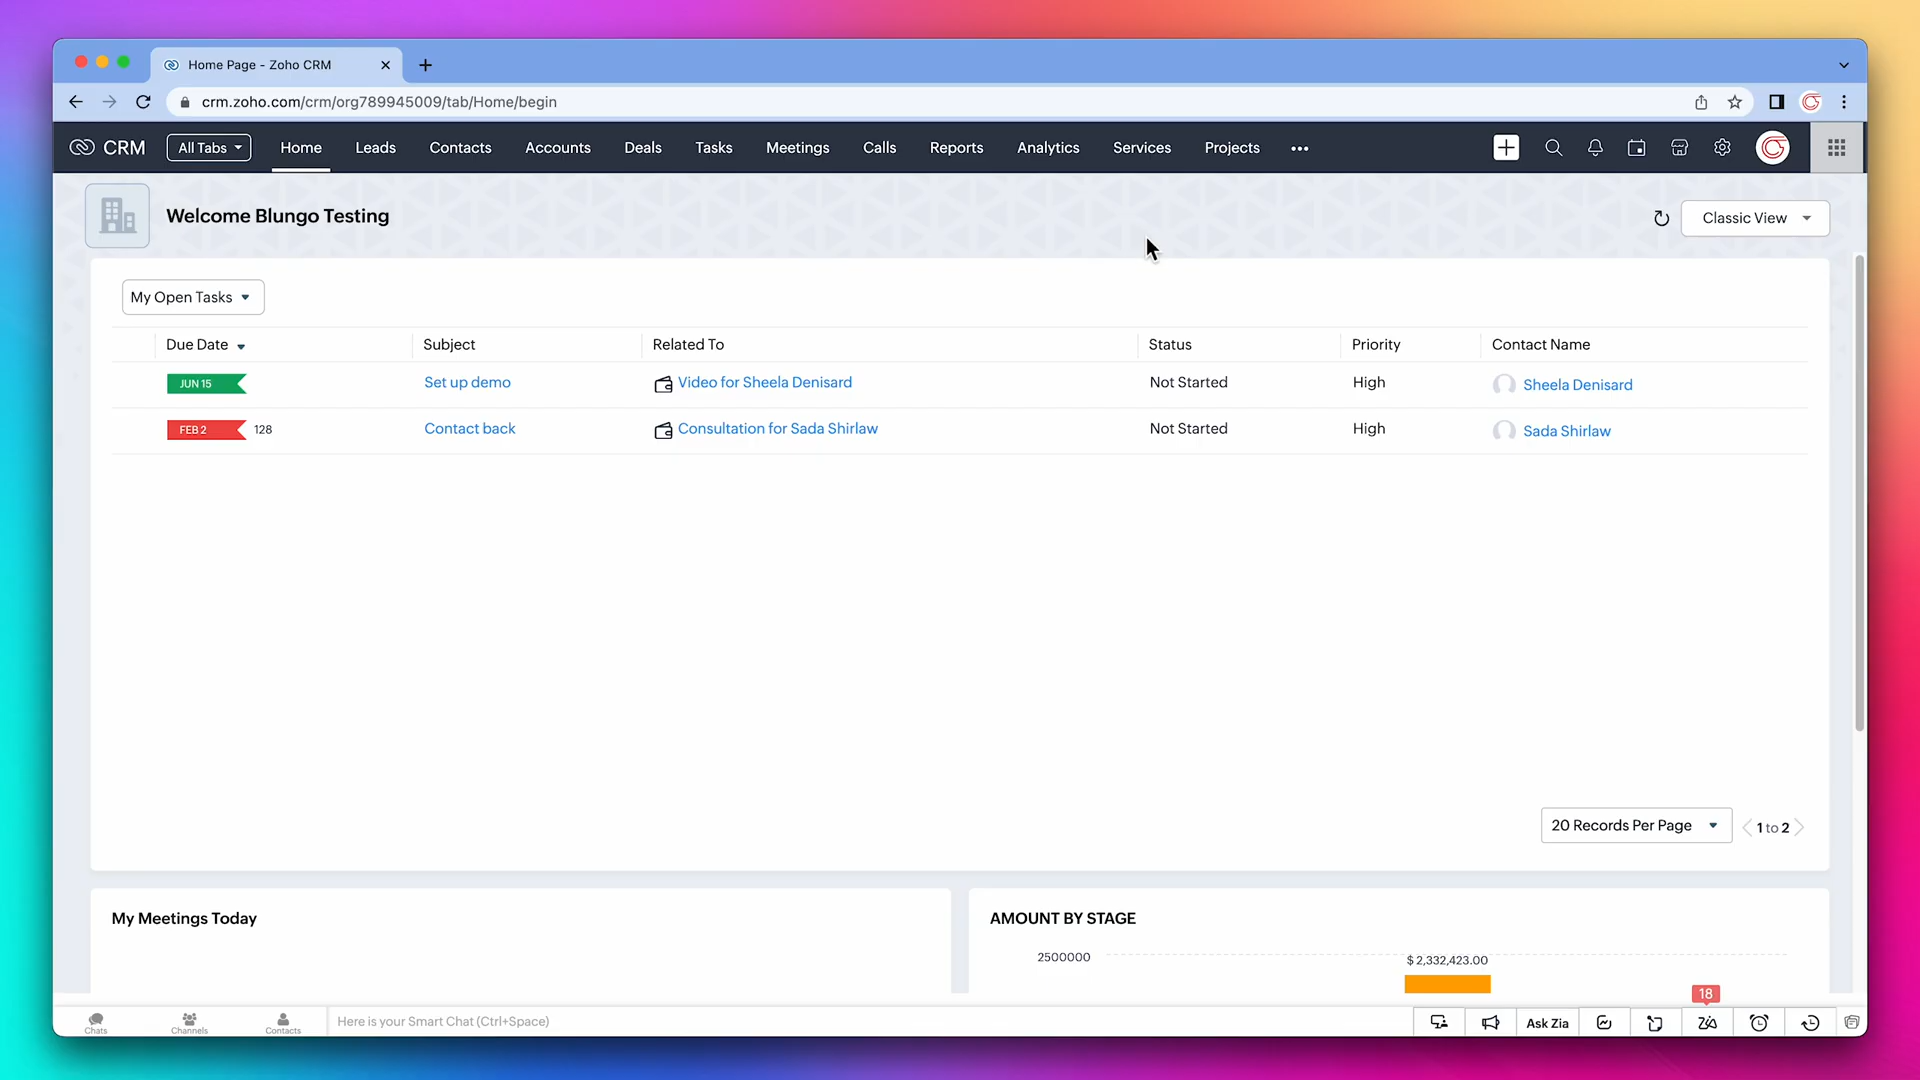 Home Page - Zoho CRM
crm.zoho.com/crm/org789945009/tab/Home/begin
CRM All Tabs Home Leads Contacts Accounts Deals Tasks Meetings Calls Reports Analytics Services Projects
Welcome Blungo Testing
Classic View
My Open Tasks
Due Date Subject Related To Status Priority Contact Name
JUN 15 Set up demo Video for Sheela Denisard Not Started High Sheela Denisard
FEB 2 128 Contact back Consultation for Sada Shirlaw Not Started High Sada Shirlaw
20 Records Per Page 1 to 2
My Meetings Today
AMOUNT BY STAGE
2500000
$ 2,332,423.00
18
Chats Channels Contacts Here is your Smart Chat (Ctrl+Space) Ask Zia